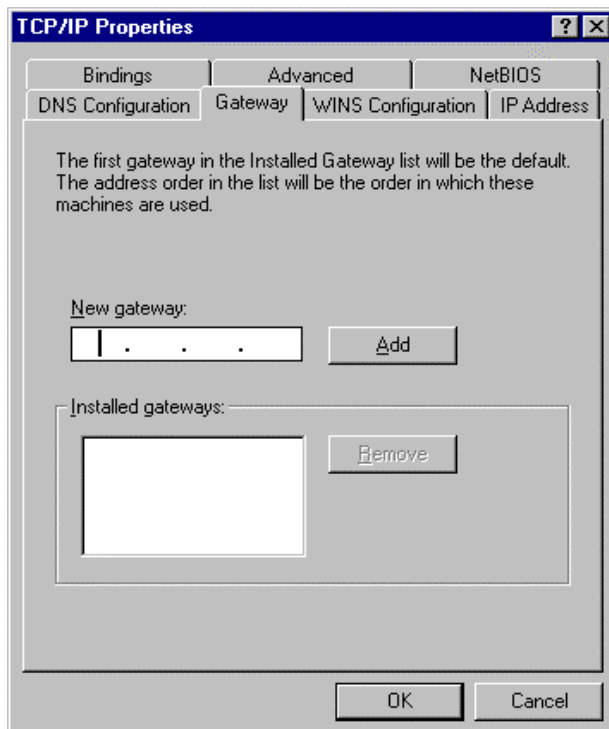 TCP/IP Properties
Bindings Advanced NetBIOS
DNS Configuration Gateway WINS Configuration IP Address
The first gateway in the Installed Gateway list will be the default.
The address order in the list will be the order in which these
machines are used.
New gateway:
. . .
Add
Installed gateways:
Remove
OK Cancel